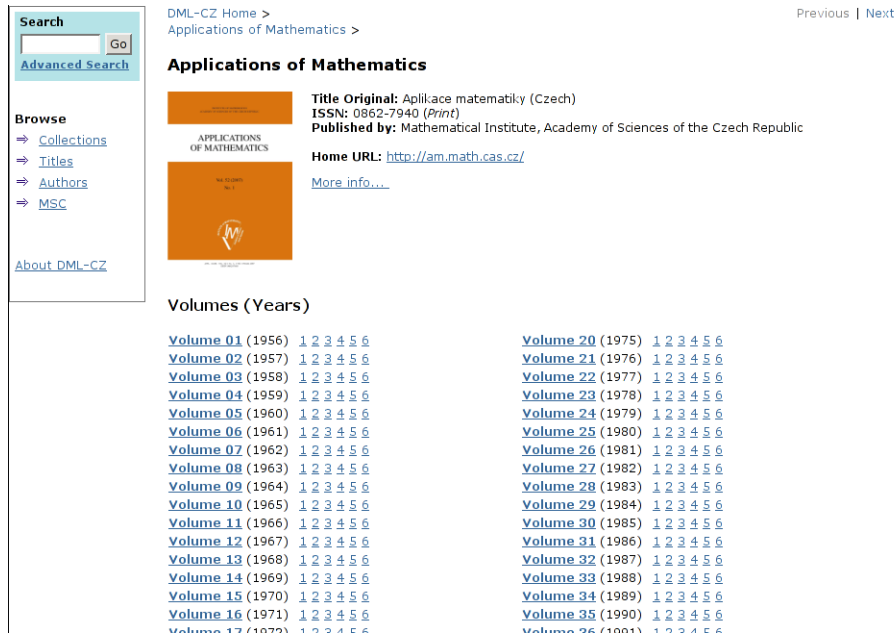 Search
Go
Advanced Search
Browse
⇒ Collections
⇒ Titles
⇒ Authors
⇒ MSC
About DML-CZ
DML-CZ Home >
Applications of Mathematics >
Previous | Next
Applications of Mathematics
APPLICATIONS
OF MATHEMATICS
Title Original: Aplikace matematiky (Czech)
ISSN: 0862-7940 (Print)
Published by: Mathematical Institute, Academy of Sciences of the Czech Republic
Home URL: http://am.math.cas.cz/
More info...
Volumes (Years)
Volume 01 (1956) 1 2 3 4 5 6
Volume 02 (1957) 1 2 3 4 5 6
Volume 03 (1958) 1 2 3 4 5 6
Volume 04 (1959) 1 2 3 4 5 6
Volume 05 (1960) 1 2 3 4 5 6
Volume 06 (1961) 1 2 3 4 5 6
Volume 07 (1962) 1 2 3 4 5 6
Volume 08 (1963) 1 2 3 4 5 6
Volume 09 (1964) 1 2 3 4 5 6
Volume 10 (1965) 1 2 3 4 5 6
Volume 11 (1966) 1 2 3 4 5 6
Volume 12 (1967) 1 2 3 4 5 6
Volume 13 (1968) 1 2 3 4 5 6
Volume 14 (1969) 1 2 3 4 5 6
Volume 15 (1970) 1 2 3 4 5 6
Volume 16 (1971) 1 2 3 4 5 6
Volume 17 (1972) 1 2 3 4 5 6
Volume 20 (1975) 1 2 3 4 5 6
Volume 21 (1976) 1 2 3 4 5 6
Volume 22 (1977) 1 2 3 4 5 6
Volume 23 (1978) 1 2 3 4 5 6
Volume 24 (1979) 1 2 3 4 5 6
Volume 25 (1980) 1 2 3 4 5 6
Volume 26 (1981) 1 2 3 4 5 6
Volume 27 (1982) 1 2 3 4 5 6
Volume 28 (1983) 1 2 3 4 5 6
Volume 29 (1984) 1 2 3 4 5 6
Volume 30 (1985) 1 2 3 4 5 6
Volume 31 (1986) 1 2 3 4 5 6
Volume 32 (1987) 1 2 3 4 5 6
Volume 33 (1988) 1 2 3 4 5 6
Volume 34 (1989) 1 2 3 4 5 6
Volume 35 (1990) 1 2 3 4 5 6
Volume 36 (1991) 1 2 3 4 5 6